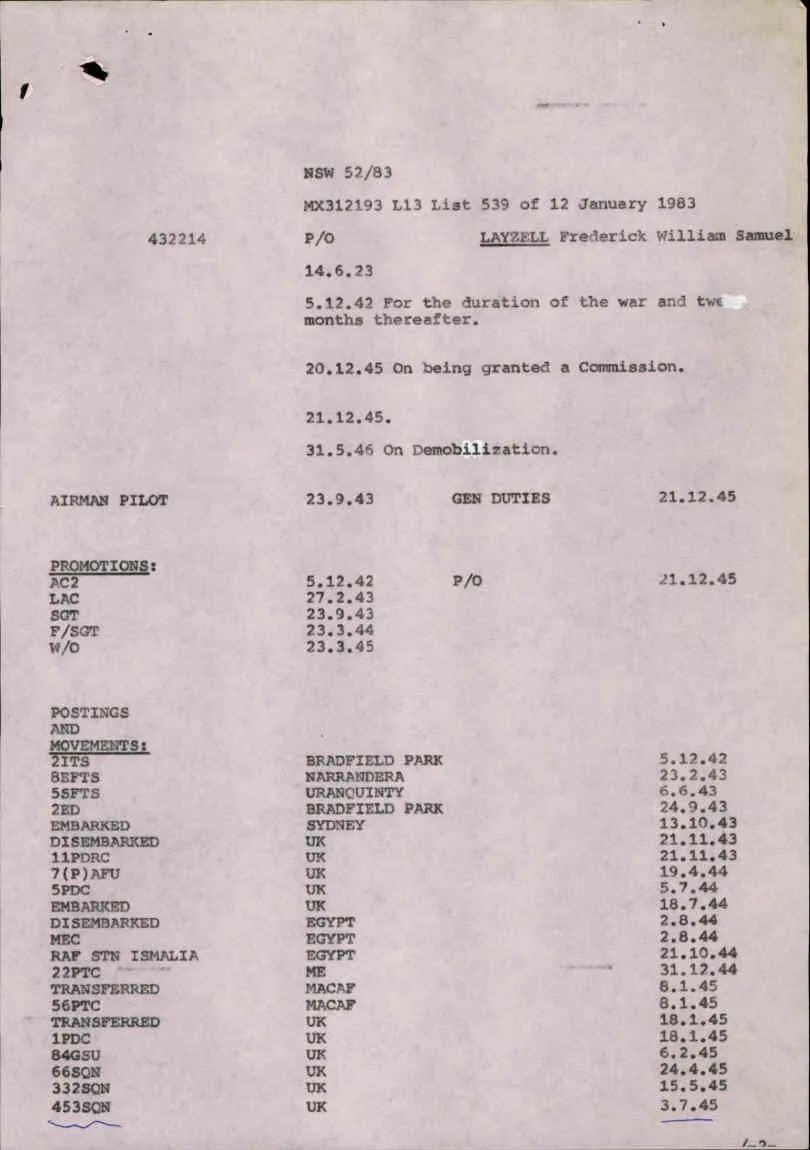 NSW 52/83
MX312193 L13 List 539 of 12 January 1983
432214 P/O LAYZELL Frederick William Samuel
14.6.23
5.12.42 For the duration of the war and
months thereafter.
20.12.45 On being granted a Commission.
21.12.45.
31.5.46 On Demobilization.
AIRMAN PILOT 23.9.43 GEN DUTIES 21.12.45
PROMOTIONS:
AC2 5.12.42 P/O 21.12.45
LAC 27.2.43
SGT 23.9.43
F/SGT 23.3.44
W/O 23.3.45
POSTINGS
AND
MOVEMENTS:
2ITS BRADFIELD PARK 5.12.42
8EFTS NARRANDERA 23.2.43
5SFTS URANQUINTY 6.6.43
2ED BRADFIELD PARK 24.9.43
EMBARKED SYDNEY 13.10.43
DISEMBARKED UK 21.11.43
11PDRC UK 21.11.43
7(P)AFU UK 19.4.44
5PDC UK 5.7.44
EMBARKED UK 18.7.44
DISEMBARKED EGYPT 2.8.44
MEC EGYPT 2.8.44
RAF STN ISMALIA EGYPT 21.10.44
22PTC ME 31.12.44
TRANSFERRED MACAF 8.1.45
56PTC MACAF 8.1.45
TRANSFERRED UK 18.1.45
1PDC UK 18.1.45
84GSU UK 6.2.45
66SQN UK 24.4.45
332SQN UK 15.5.45
453SQN UK 3.7.45